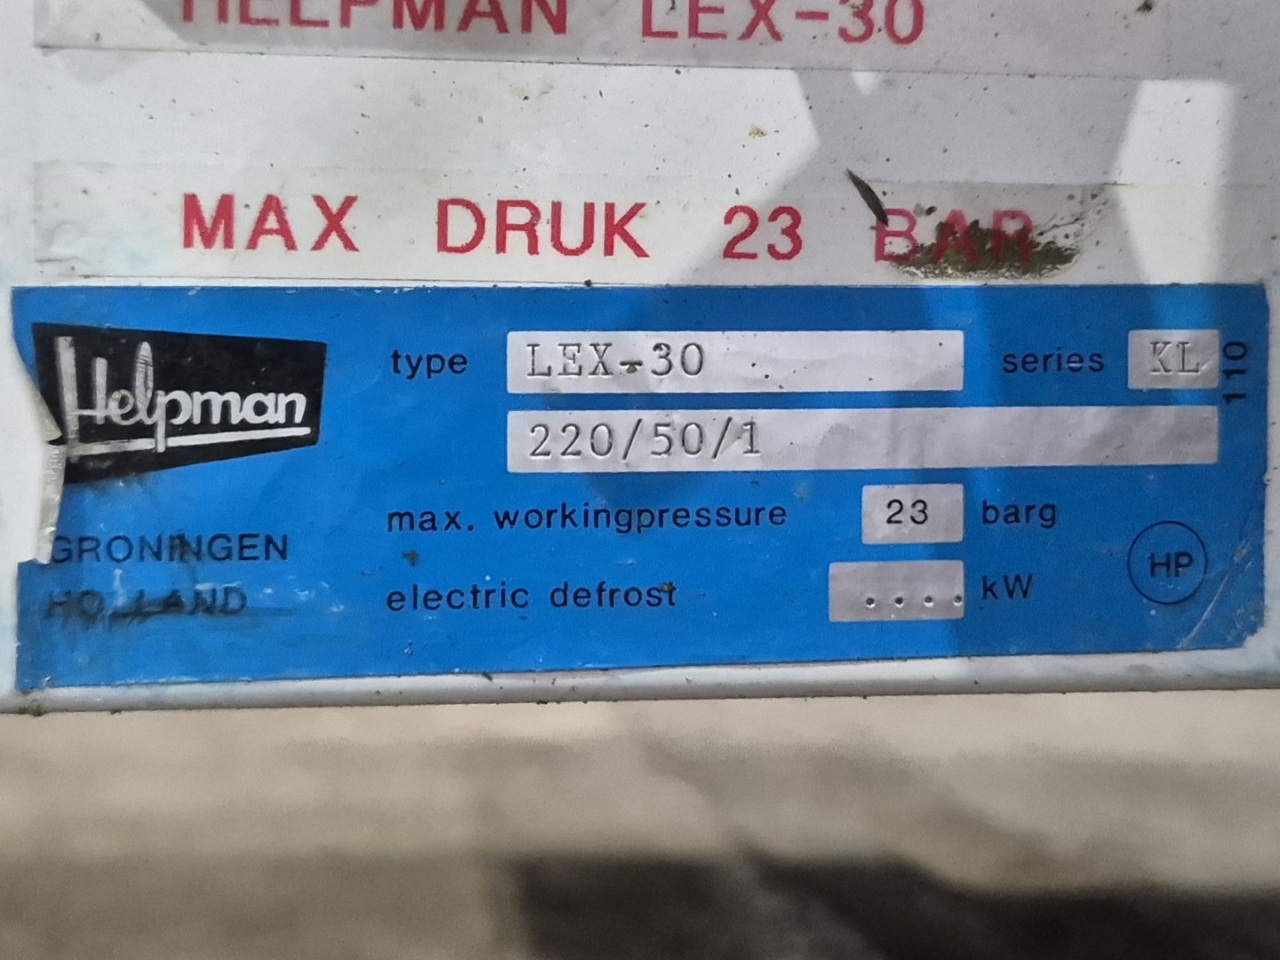 HELPMAN LEX-30
MAX DRUK 23 BAR
Helpman
type LEX-30 series KL
110
220/50/1
max. workingpressure 23 barg
GRONINGEN
HOLLAND
electric defrost .... kW
HP